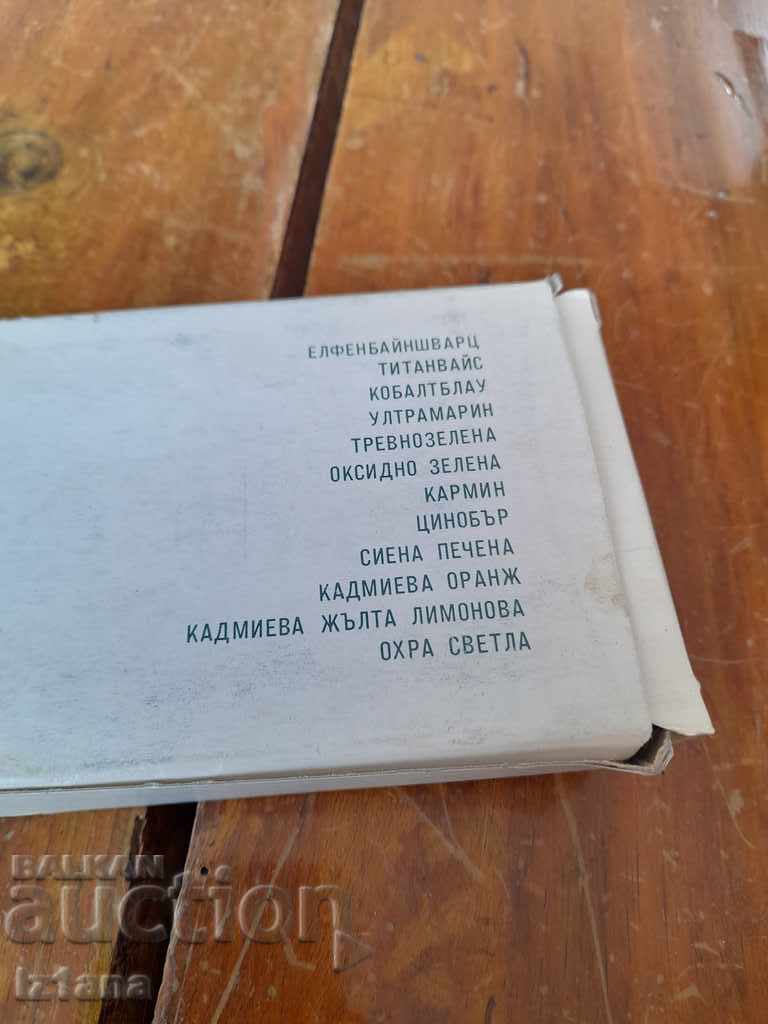 ЕЛФЕНБАЙНШВАРЦ
ТИТАНВАЙС
КОБАЛТБЛАУ
УЛТРАМАРИН
ТРЕВНОЗЕЛЕНА
ОКСИДНО ЗЕЛЕНА
КАРМИН
ЦИНОБЪР
СИЕНА ПЕЧЕНА
КАДМИЕВА ОРАНЖ
КАДМИЕВА ЖЪЛТА ЛИМОНОВА
ОХРА СВЕТЛА
BALKAN
auction
iz1ana